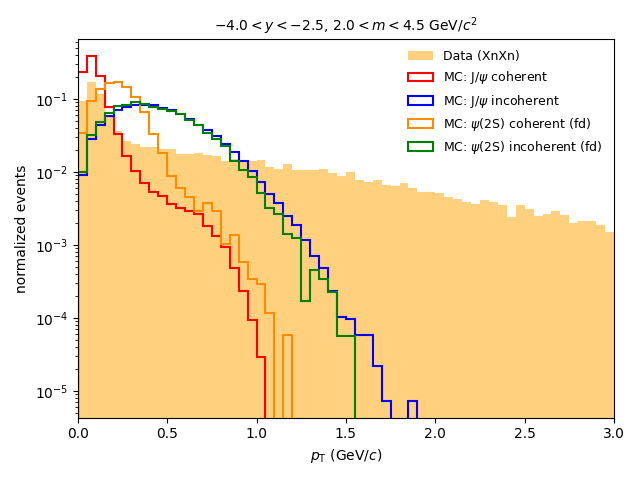 −4.0 < y < −2.5, 2.0 < m < 4.5 GeV/c²
normalized events
10⁻¹
10⁻²
10⁻³
10⁻⁴
10⁻⁵
Data (XnXn)
MC: J/ψ coherent
MC: J/ψ incoherent
MC: ψ(2S) coherent (fd)
MC: ψ(2S) incoherent (fd)
0.0 0.5 1.0 1.5 2.0 2.5 3.0
p_T (GeV/c)